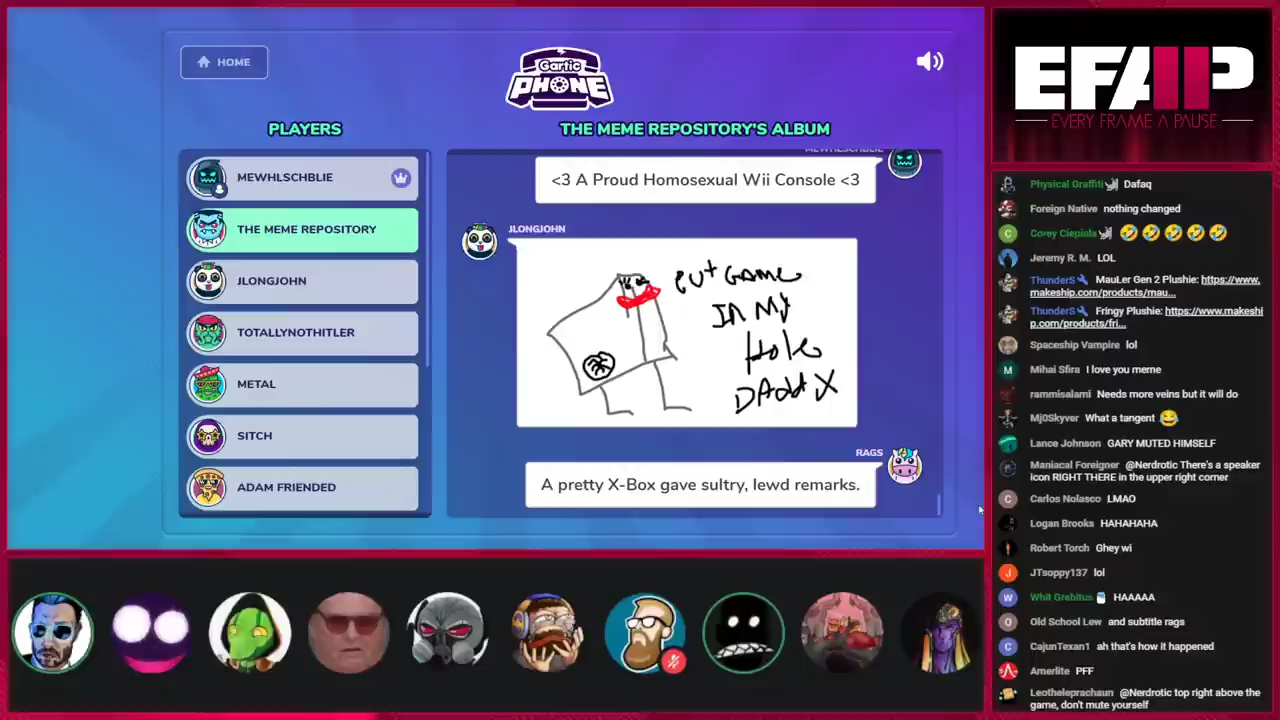 HOME
Gartic
PHONE
PLAYERS
MEWHLSCHBLIE
THE MEME REPOSITORY
JLONGJOHN
TOTALLYNOTHITLER
METAL
SITCH
ADAM FRIENDED
THE MEME REPOSITORY'S ALBUM
MEWHLSCHBLIE
<3 A Proud Homosexual Wii Console <3
JLONGJOHN
put GAME
IN MY
Hole
DAddY X
RAGS
A pretty X-Box gave sultry, lewd remarks.
EFAP
EVERY FRAME A PAUSE
Physical Graffiti Dafaq
Foreign Native nothing changed
Corey Ciepiela 🤣🤣🤣🤣🤣
Jeremy R. M. LOL
ThunderS MauLer Gen 2 Plushie: https://www.
makeship.com/products/mau...
ThunderS Fringy Plushie: https://www.makeshi
p.com/products/fri...
Spaceship Vampire lol
Mihai Sfira I love you meme
rammisalami Needs more veins but it will do
Mj0Skyver What a tangent 😂
Lance Johnson GARY MUTED HIMSELF
Maniacal Foreigner @Nerdrotic There's a speaker
icon RIGHT THERE in the upper right corner
Carlos Nolasco LMAO
Logan Brooks HAHAHAHA
Robert Torch Ghey wi
JTsoppy137 lol
Whit Grebitus HAAAAA
Old School Lew and subtitle rags
CajunTexan1 ah that's how it happened
Amerlite PFF
Leotheleprachaun @Nerdrotic top right above the
game, don't mute yourself